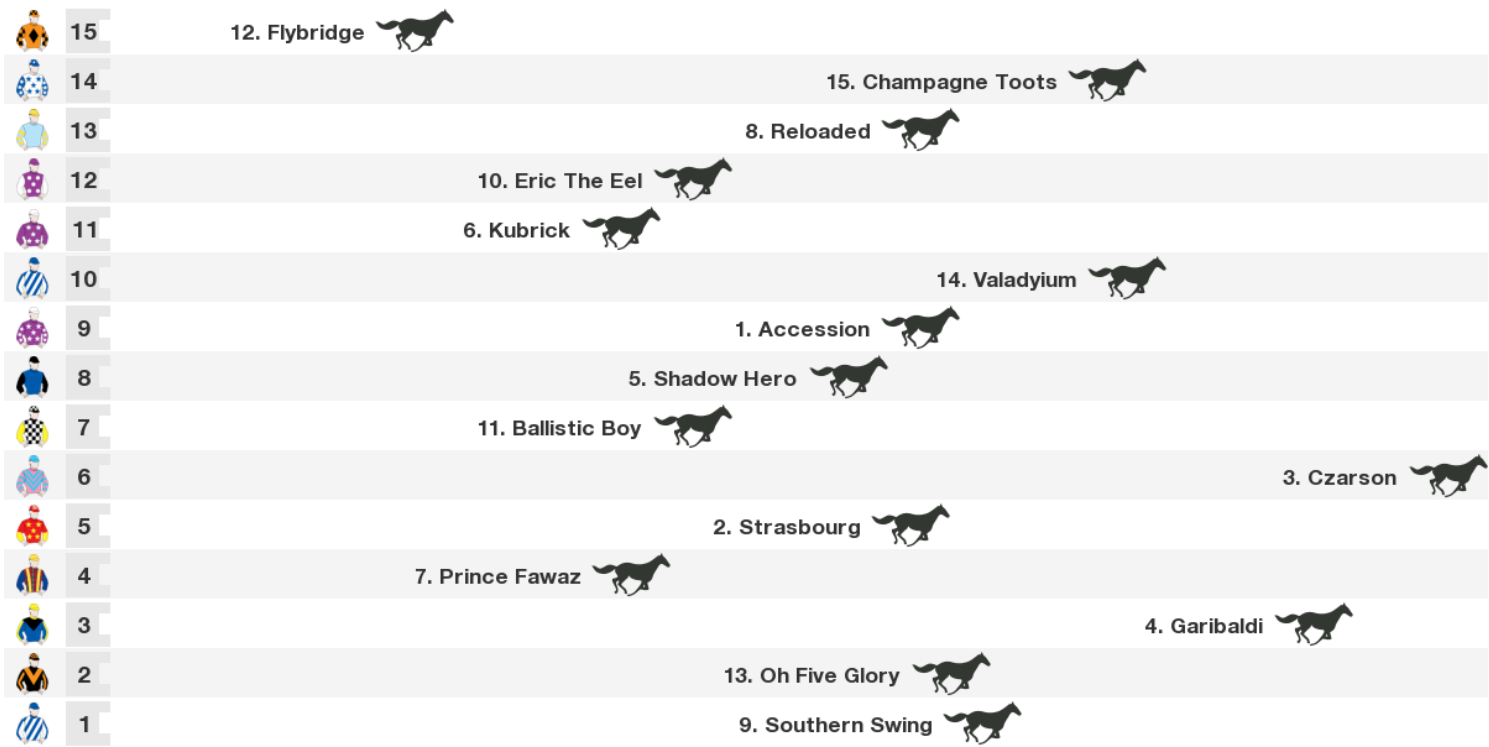 15 12. Flybridge
14 15. Champagne Toots
13 8. Reloaded
12 10. Eric The Eel
11 6. Kubrick
10 14. Valadyium
9 1. Accession
8 5. Shadow Hero
7 11. Ballistic Boy
6 3. Czarson
5 2. Strasbourg
4 7. Prince Fawaz
3 4. Garibaldi
2 13. Oh Five Glory
1 9. Southern Swing